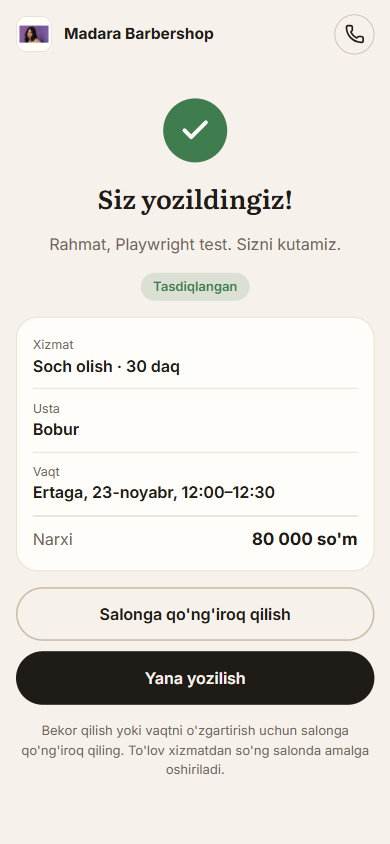 Madara Barbershop
Siz yozildingiz!
Rahmat, Playwright test. Sizni kutamiz.
Tasdiqlangan
Xizmat
Soch olish · 30 daq
Usta
Bobur
Vaqt
Ertaga, 23-noyabr, 12:00–12:30
Narxi 80 000 so'm
Salonga qo'ng'iroq qilish
Yana yozilish
Bekor qilish yoki vaqtni o'zgartirish uchun salonga
qo'ng'iroq qiling. To'lov xizmatdan so'ng salonda amalga
oshiriladi.